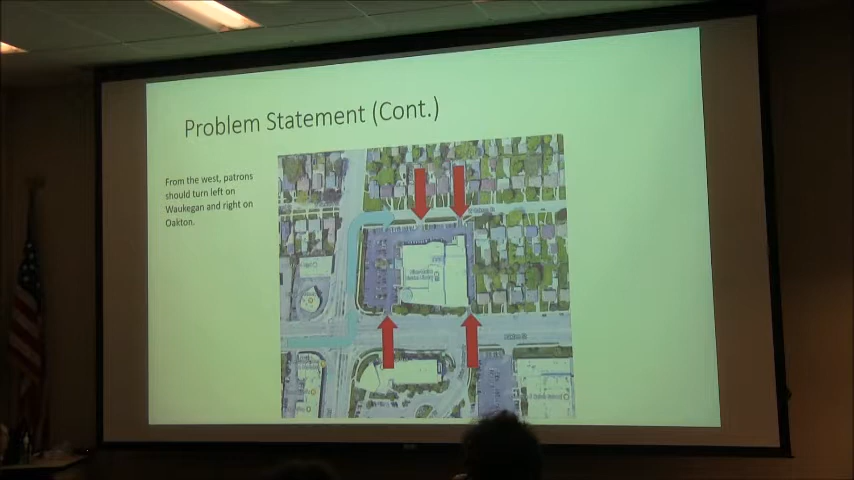 Problem Statement (Cont.)
From the west, patrons
should turn left on
Waukegan and right on
Oakton.